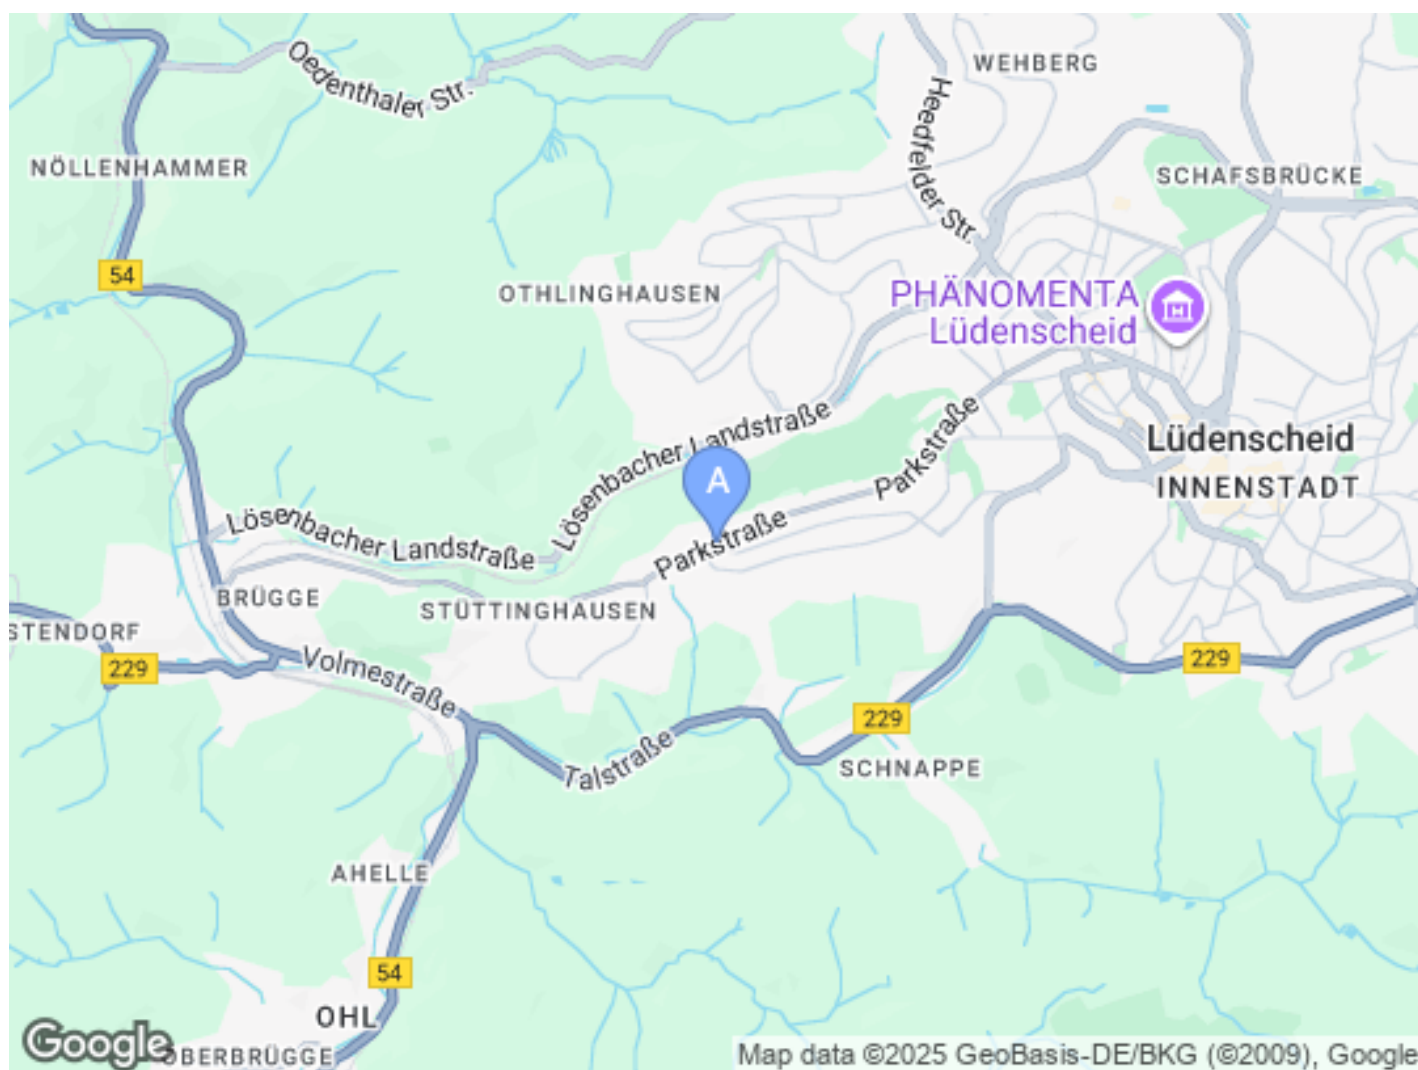 Oedenthaler Str.
WEHBERG
Heedfelder Str.
NÖLLENHAMMER
SCHAFSBRÜCKE
54
OTHLINGHAUSEN
PHÄNOMENTA
Lüdenscheid
Lösenbacher Landstraße
Parkstraße
Lüdenscheid
INNENSTADT
A
Lösenbacher Landstraße
Parkstraße
BRÜGGE
STÜTTINGHAUSEN
STENDORF
229
Volmestraße
229
229
Talstraße
SCHNAPPE
AHELLE
54
OHL
Google
OBERBRÜGGE
Map data ©2025 GeoBasis-DE/BKG (©2009), Google